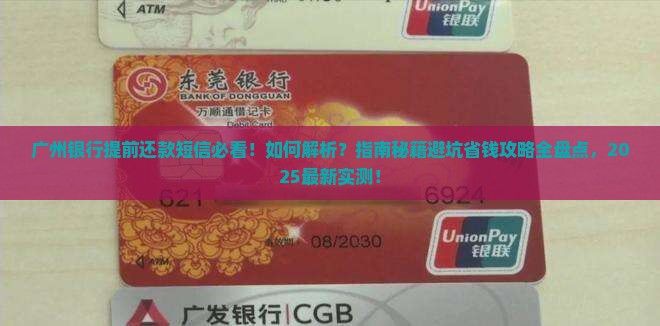 ATM
UnionPay
银联
东莞银行
BANK OF DONGGUAN
万顺通借记卡
Debit Card
广州银行提前还款短信必看！如何解析？指南秘籍避坑省钱攻略全盘点，20
25最新实测！
621
6924
08/2030
ATM
UnionPay
银联
广发银行|CGB